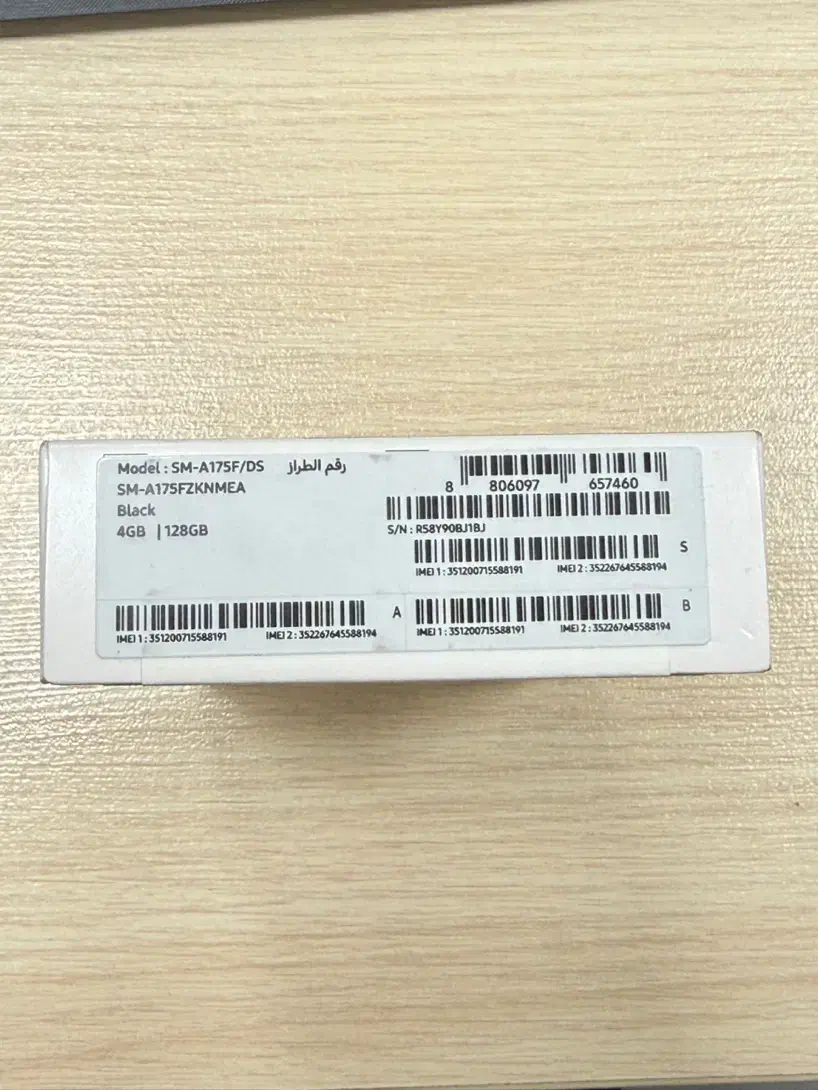 Model : SM-A175F/DS رقم الطراز
SM-A175FZKNMEA
Black
4GB | 128GB
8 806097 657460
S/N : R58Y90BJ1BJ
S
IMEI 1 : 351200715588191 IMEI 2 : 352267645588194
A
IMEI 1 : 351200715588191 IMEI 2 : 352267645588194
B
IMEI 1 : 351200715588191 IMEI 2 : 352267645588194